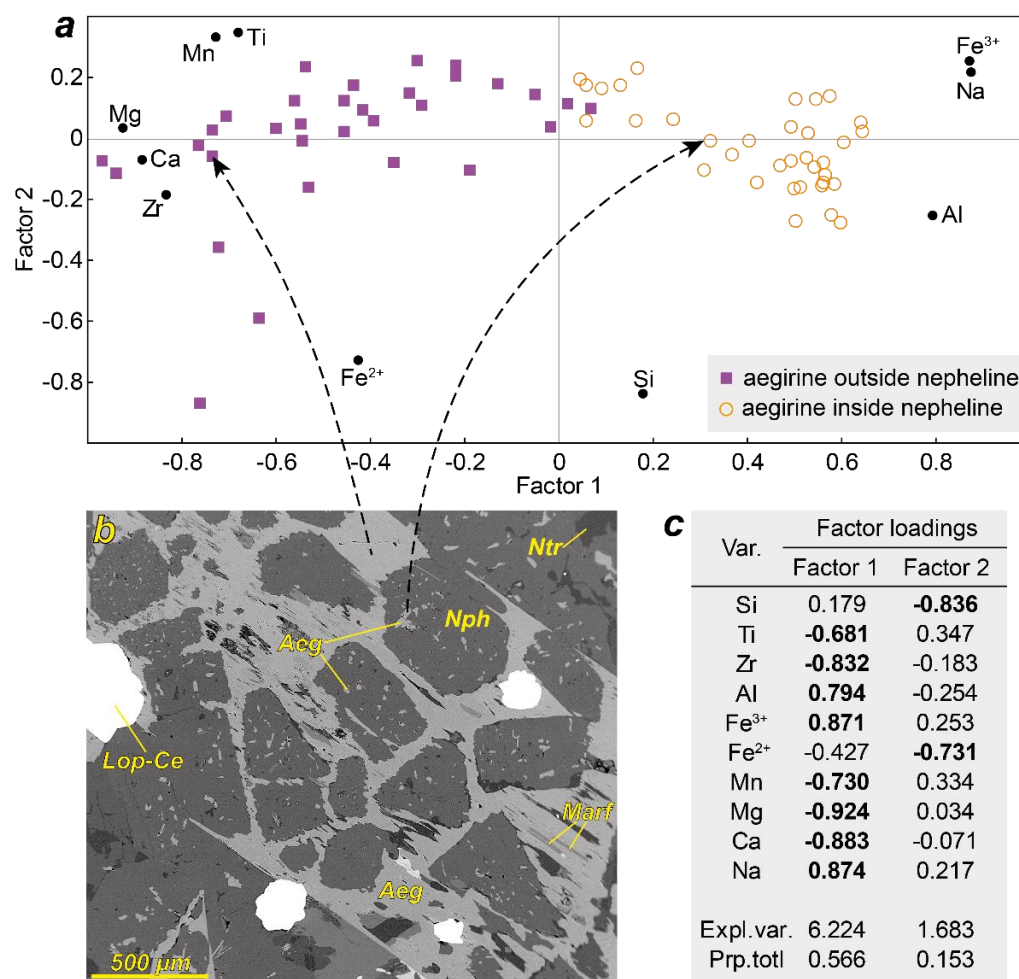 a
Mn
Ti
Fe³⁺
Na
Mg
Ca
Zr
Al
Fe²⁺
Si
0.2
0
-0.2
-0.4
-0.6
-0.8
Factor 2
aegirine outside nepheline
aegirine inside nepheline
-0.8 -0.6 -0.4 -0.2 0 0.2 0.4 0.6 0.8
Factor 1
b
Ntr
Aeg
Nph
Lop-Ce
Marf
Aeg
500 µm
c
Var. Factor loadings
Factor 1 Factor 2
Si 0.179 -0.836
Ti -0.681 0.347
Zr -0.832 -0.183
Al 0.794 -0.254
Fe³⁺ 0.871 0.253
Fe²⁺ -0.427 -0.731
Mn -0.730 0.334
Mg -0.924 0.034
Ca -0.883 -0.071
Na 0.874 0.217
Expl.var. 6.224 1.683
Prp.totl 0.566 0.153